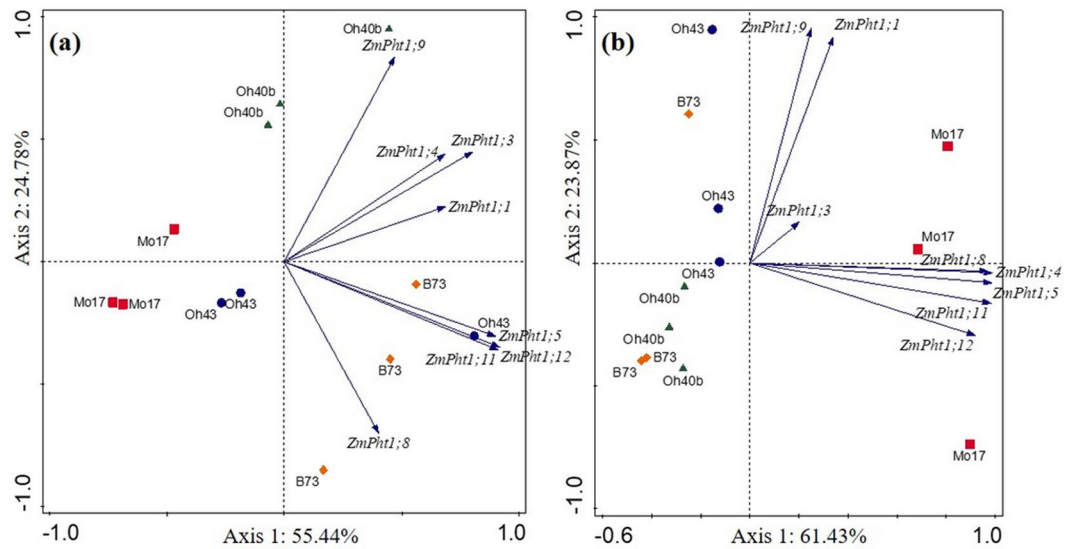 (a)
1.0
Oh40b
ZmPht1;9
Oh40b
Oh40b
ZmPht1;3
ZmPht1;4
ZmPht1;1
Mo17
B73
Mo17
Mo17
Oh43
Oh43
Oh43
ZmPht1;5
ZmPht1;11
ZmPht1;12
B73
ZmPht1;8
B73
Axis 2: 24.78%
-1.0
-1.0
Axis 1: 55.44%
1.0
(b)
1.0
Oh43
ZmPht1;9
ZmPht1;1
B73
Mo17
Oh43
ZmPht1;3
Mo17
Oh43
ZmPht1;8
ZmPht1;4
Oh40b
ZmPht1;5
ZmPht1;11
Oh40b
ZmPht1;12
B73
B73
Oh40b
Mo17
Axis 2: 23.87%
-1.0
-0.6
Axis 1: 61.43%
1.0